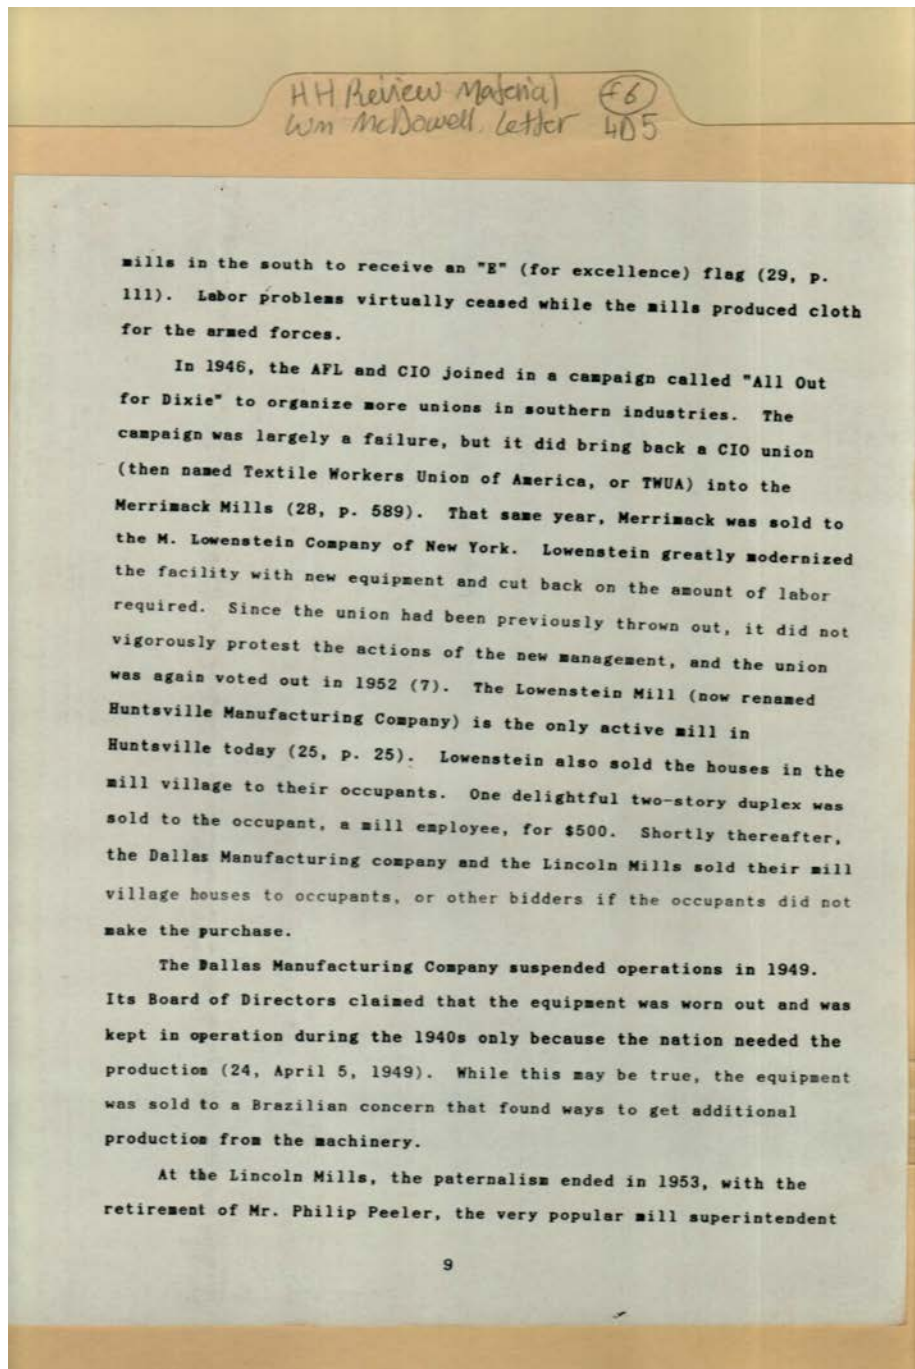 HH Review Material F6
Wm McDowell Letter 4D5
mills in the south to receive an "E" (for excellence) flag (29, p.
111). Labor problems virtually ceased while the mills produced cloth
for the armed forces.
In 1946, the AFL and CIO joined in a campaign called "All Out
for Dixie" to organize more unions in southern industries. The
campaign was largely a failure, but it did bring back a CIO union
(then named Textile Workers Union of America, or TWUA) into the
Merrimack Mills (28, p. 589). That same year, Merrimack was sold to
the M. Lowenstein Company of New York. Lowenstein greatly modernized
the facility with new equipment and cut back on the amount of labor
required. Since the union had been previously thrown out, it did not
vigorously protest the actions of the new management, and the union
was again voted out in 1952 (7). The Lowenstein Mill (now renamed
Huntsville Manufacturing Company) is the only active mill in
Huntsville today (25, p. 25). Lowenstein also sold the houses in the
mill village to their occupants. One delightful two-story duplex was
sold to the occupant, a mill employee, for $500. Shortly thereafter,
the Dallas Manufacturing company and the Lincoln Mills sold their mill
village houses to occupants, or other bidders if the occupants did not
make the purchase.
The Dallas Manufacturing Company suspended operations in 1949.
Its Board of Directors claimed that the equipment was worn out and was
kept in operation during the 1940s only because the nation needed the
production (24, April 5, 1949). While this may be true, the equipment
was sold to a Brazilian concern that found ways to get additional
production from the machinery.
At the Lincoln Mills, the paternalism ended in 1953, with the
retirement of Mr. Philip Peeler, the very popular mill superintendent
9